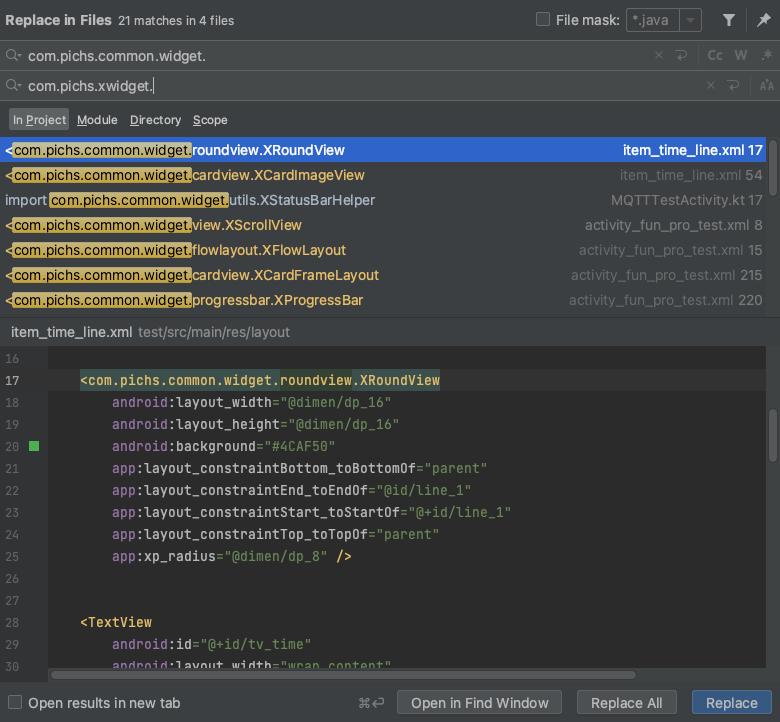 Replace in Files 21 matches in 4 files File mask: *.java
com.pichs.common.widget. Cc W .*
com.pichs.xwidget.
In Project Module Directory Scope
<com.pichs.common.widget.roundview.XRoundView item_time_line.xml 17
<com.pichs.common.widget.cardview.XCardImageView item_time_line.xml 54
import com.pichs.common.widget.utils.XStatusBarHelper MQTTTestActivity.kt 17
<com.pichs.common.widget.view.XScrollView activity_fun_pro_test.xml 8
<com.pichs.common.widget.flowlayout.XFlowLayout activity_fun_pro_test.xml 15
<com.pichs.common.widget.cardview.XCardFrameLayout activity_fun_pro_test.xml 215
<com.pichs.common.widget.progressbar.XProgressBar activity_fun_pro_test.xml 220
item_time_line.xml test/src/main/res/layout
16
17 <com.pichs.common.widget.roundview.XRoundView
18 android:layout_width="@dimen/dp_16"
19 android:layout_height="@dimen/dp_16"
20 android:background="#4CAF50"
21 app:layout_constraintBottom_toBottomOf="parent"
22 app:layout_constraintEnd_toEndOf="@id/line_1"
23 app:layout_constraintStart_toStartOf="@+id/line_1"
24 app:layout_constraintTop_toTopOf="parent"
25 app:xp_radius="@dimen/dp_8" />
26
27
28 <TextView
29 android:id="@+id/tv_time"
30 android:layout_width="wrap_content"
Open results in new tab ⌘↩ Open in Find Window Replace All Replace